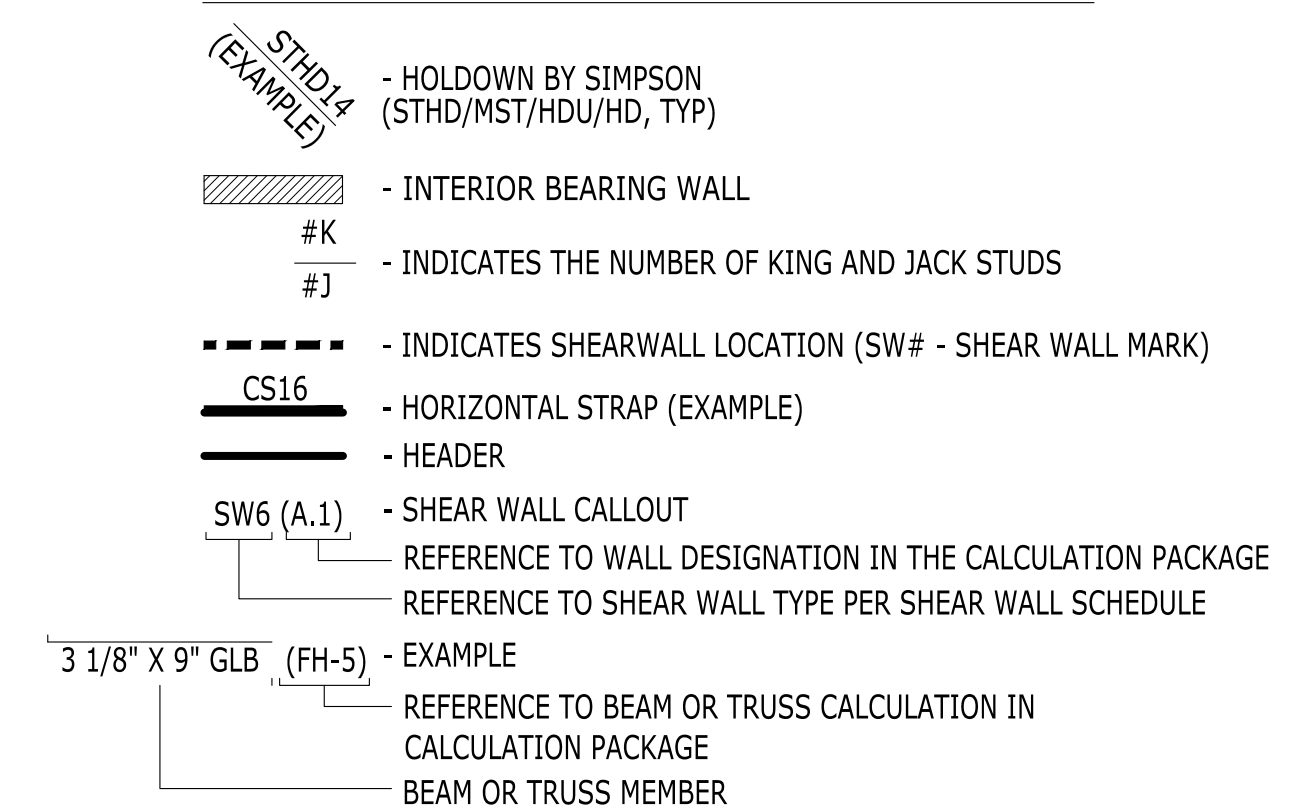 STHD14
(EXAMPLE)
- HOLDOWN BY SIMPSON
(STHD/MST/HDU/HD, TYP)
- INTERIOR BEARING WALL
#K
#J
- INDICATES THE NUMBER OF KING AND JACK STUDS
- INDICATES SHEARWALL LOCATION (SW# - SHEAR WALL MARK)
CS16
- HORIZONTAL STRAP (EXAMPLE)
- HEADER
SW6 (A.1) - SHEAR WALL CALLOUT
REFERENCE TO WALL DESIGNATION IN THE CALCULATION PACKAGE
REFERENCE TO SHEAR WALL TYPE PER SHEAR WALL SCHEDULE
3 1/8" X 9" GLB (FH-5) - EXAMPLE
REFERENCE TO BEAM OR TRUSS CALCULATION IN
CALCULATION PACKAGE
BEAM OR TRUSS MEMBER